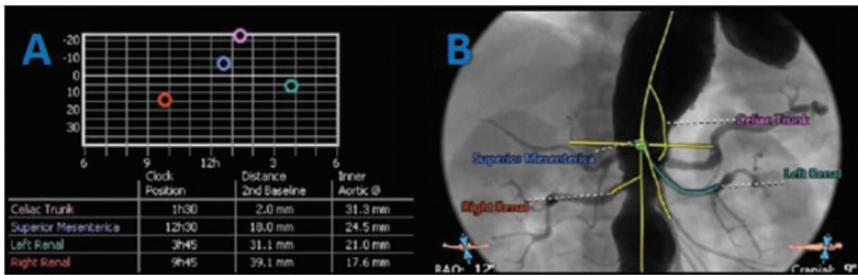 A
-20
-10
0
10
20
30
6 9 12h 3 6
Clock Position Distance 2nd Baseline Inner Aortic Ø
Celiac Trunk 1h30 2.0 mm 31.3 mm
Superior Mesenterica 12h30 18.0 mm 24.5 mm
Left Renal 3h45 31.1 mm 21.0 mm
Right Renal 9h45 39.1 mm 17.6 mm
B
Celiac Trunk
Superior Mesenterica
Left Renal
Right Renal
RAO: 12°
Cranial: 9°